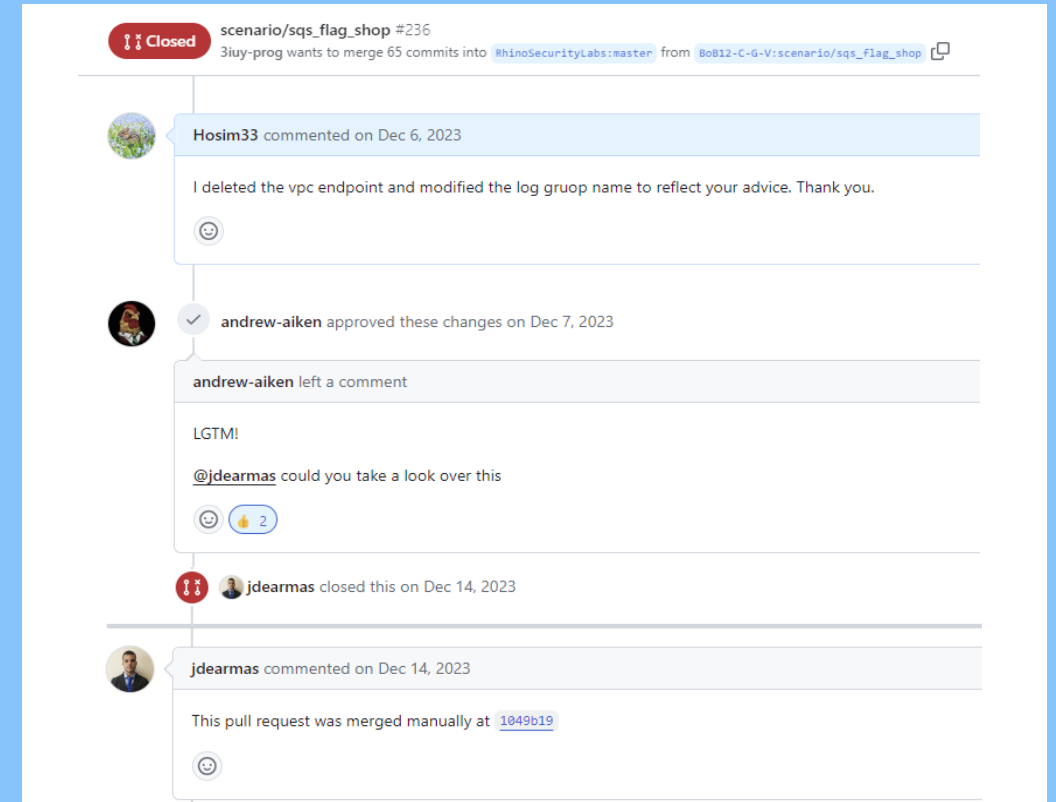 Closed
scenario/sqs_flag_shop #236
3iuy-prog wants to merge 65 commits into RhinoSecurityLabs:master from BoB12-C-G-V:scenario/sqs_flag_shop
Hosim33 commented on Dec 6, 2023
I deleted the vpc endpoint and modified the log gruop name to reflect your advice. Thank you.
andrew-aiken approved these changes on Dec 7, 2023
andrew-aiken left a comment
LGTM!
@jdearmas could you take a look over this
👍 2
jdearmas closed this on Dec 14, 2023
jdearmas commented on Dec 14, 2023
This pull request was merged manually at 1049b19